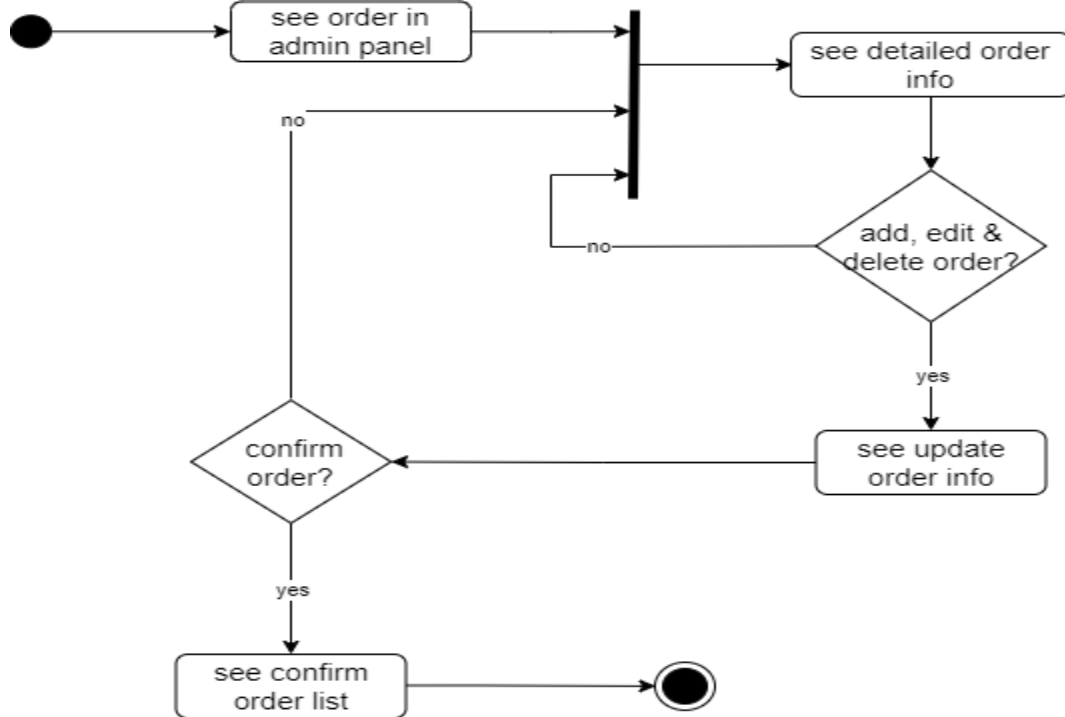 see order in
admin panel
see detailed order
info
no
no
add, edit &
delete order?
yes
see update
order info
confirm
order?
yes
see confirm
order list